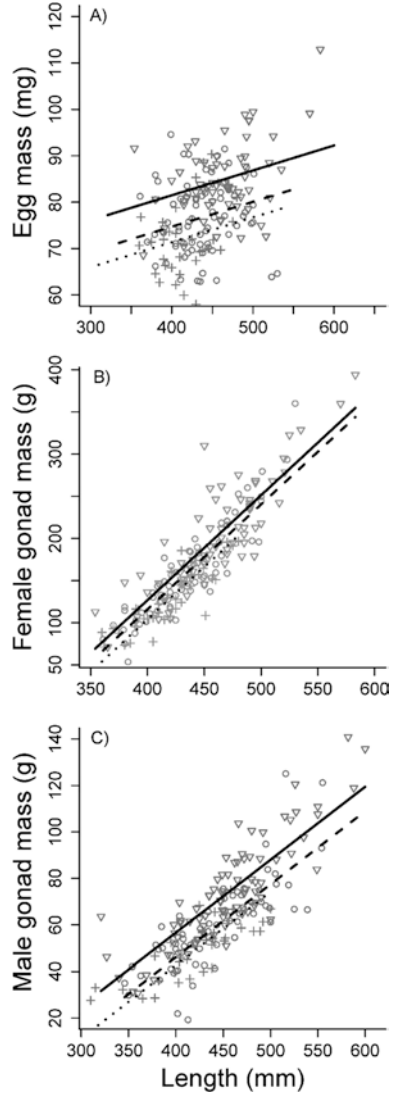 A)
Egg mass (mg)
120
110
100
90
80
70
60
300 400 500 600
B)
Female gonad mass (g)
400
300
200
100
50
350 400 450 500 550 600
C)
Male gonad mass (g)
140
120
100
80
60
40
20
300 350 400 450 500 550 600
Length (mm)